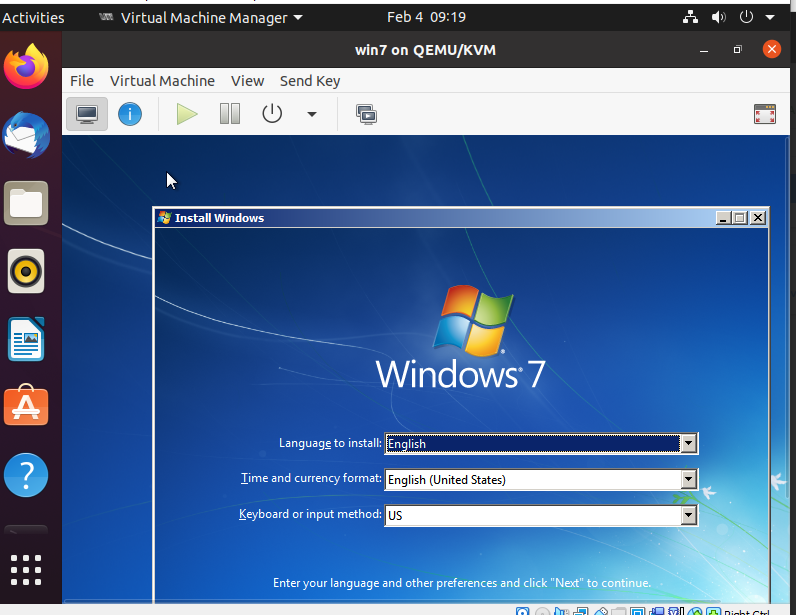 Activities
Virtual Machine Manager
Feb 4 09:19
win7 on QEMU/KVM
File Virtual Machine View Send Key
Install Windows
Windows® 7
Language to install: English
Time and currency format: English (United States)
Keyboard or input method: US
Enter your language and other preferences and click "Next" to continue.
Right Ctrl